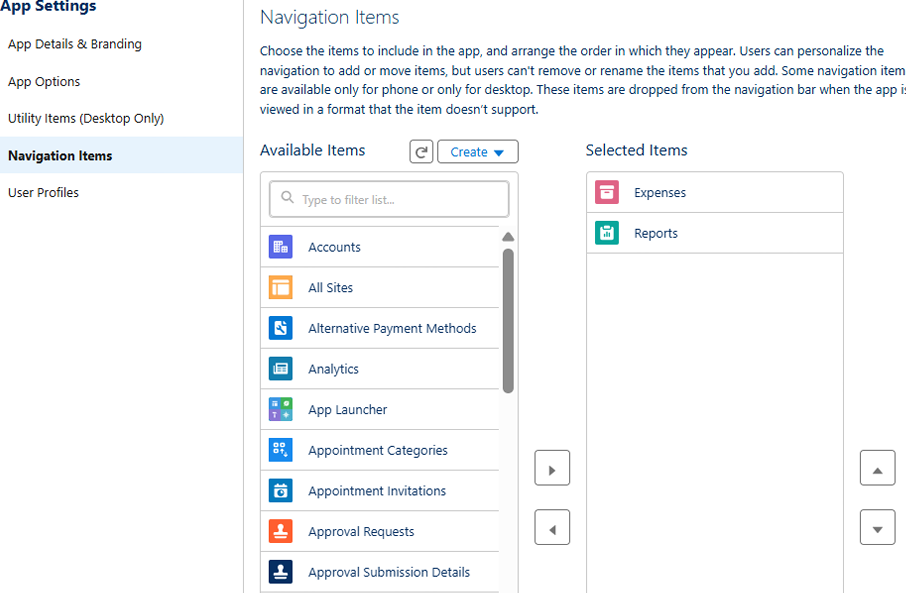 App Settings
App Details & Branding
App Options
Utility Items (Desktop Only)
Navigation Items
User Profiles
Navigation Items
Choose the items to include in the app, and arrange the order in which they appear. Users can personalize the
navigation to add or move items, but users can't remove or rename the items that you add. Some navigation item
are available only for phone or only for desktop. These items are dropped from the navigation bar when the app is
viewed in a format that the item doesn't support.
Available Items
Create
Type to filter list...
Accounts
All Sites
Alternative Payment Methods
Analytics
App Launcher
Appointment Categories
Appointment Invitations
Approval Requests
Approval Submission Details
Selected Items
Expenses
Reports